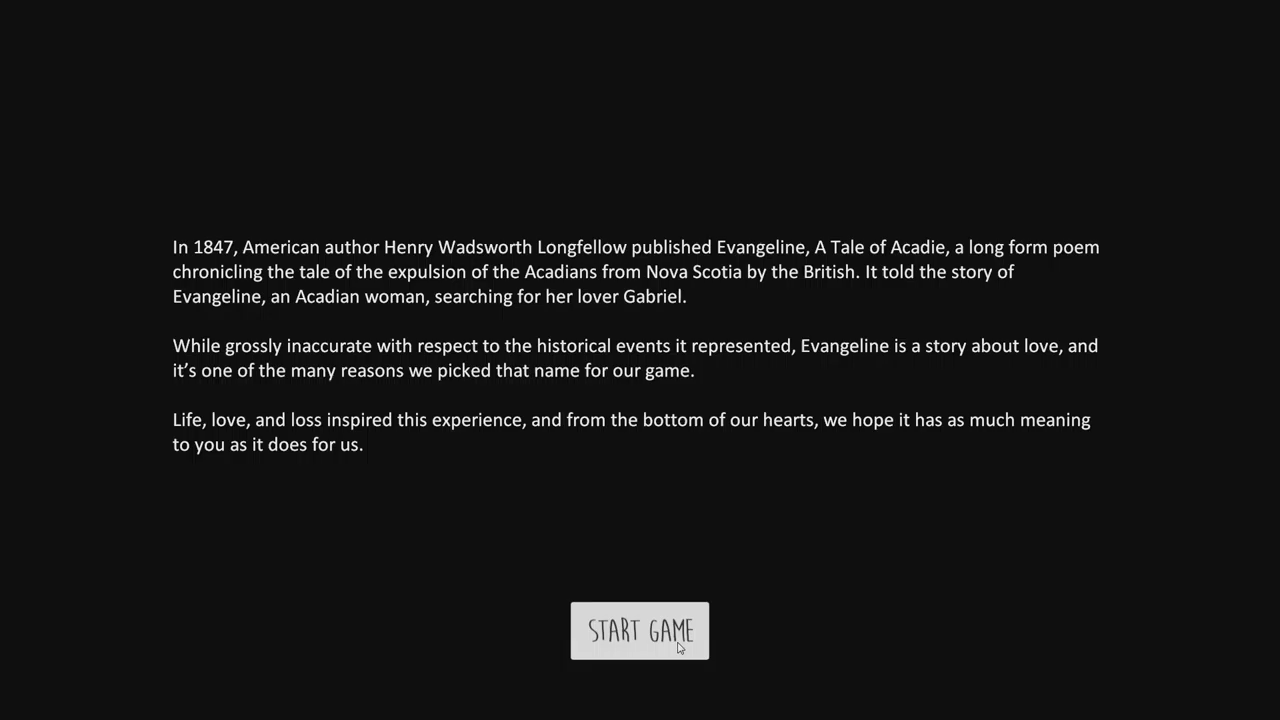 In 1847, American author Henry Wadsworth Longfellow published Evangeline, A Tale of Acadie, a long form poem
chronicling the tale of the expulsion of the Acadians from Nova Scotia by the British. It told the story of
Evangeline, an Acadian woman, searching for her lover Gabriel.
While grossly inaccurate with respect to the historical events it represented, Evangeline is a story about love, and
it’s one of the many reasons we picked that name for our game.
Life, love, and loss inspired this experience, and from the bottom of our hearts, we hope it has as much meaning
to you as it does for us.
START GAME